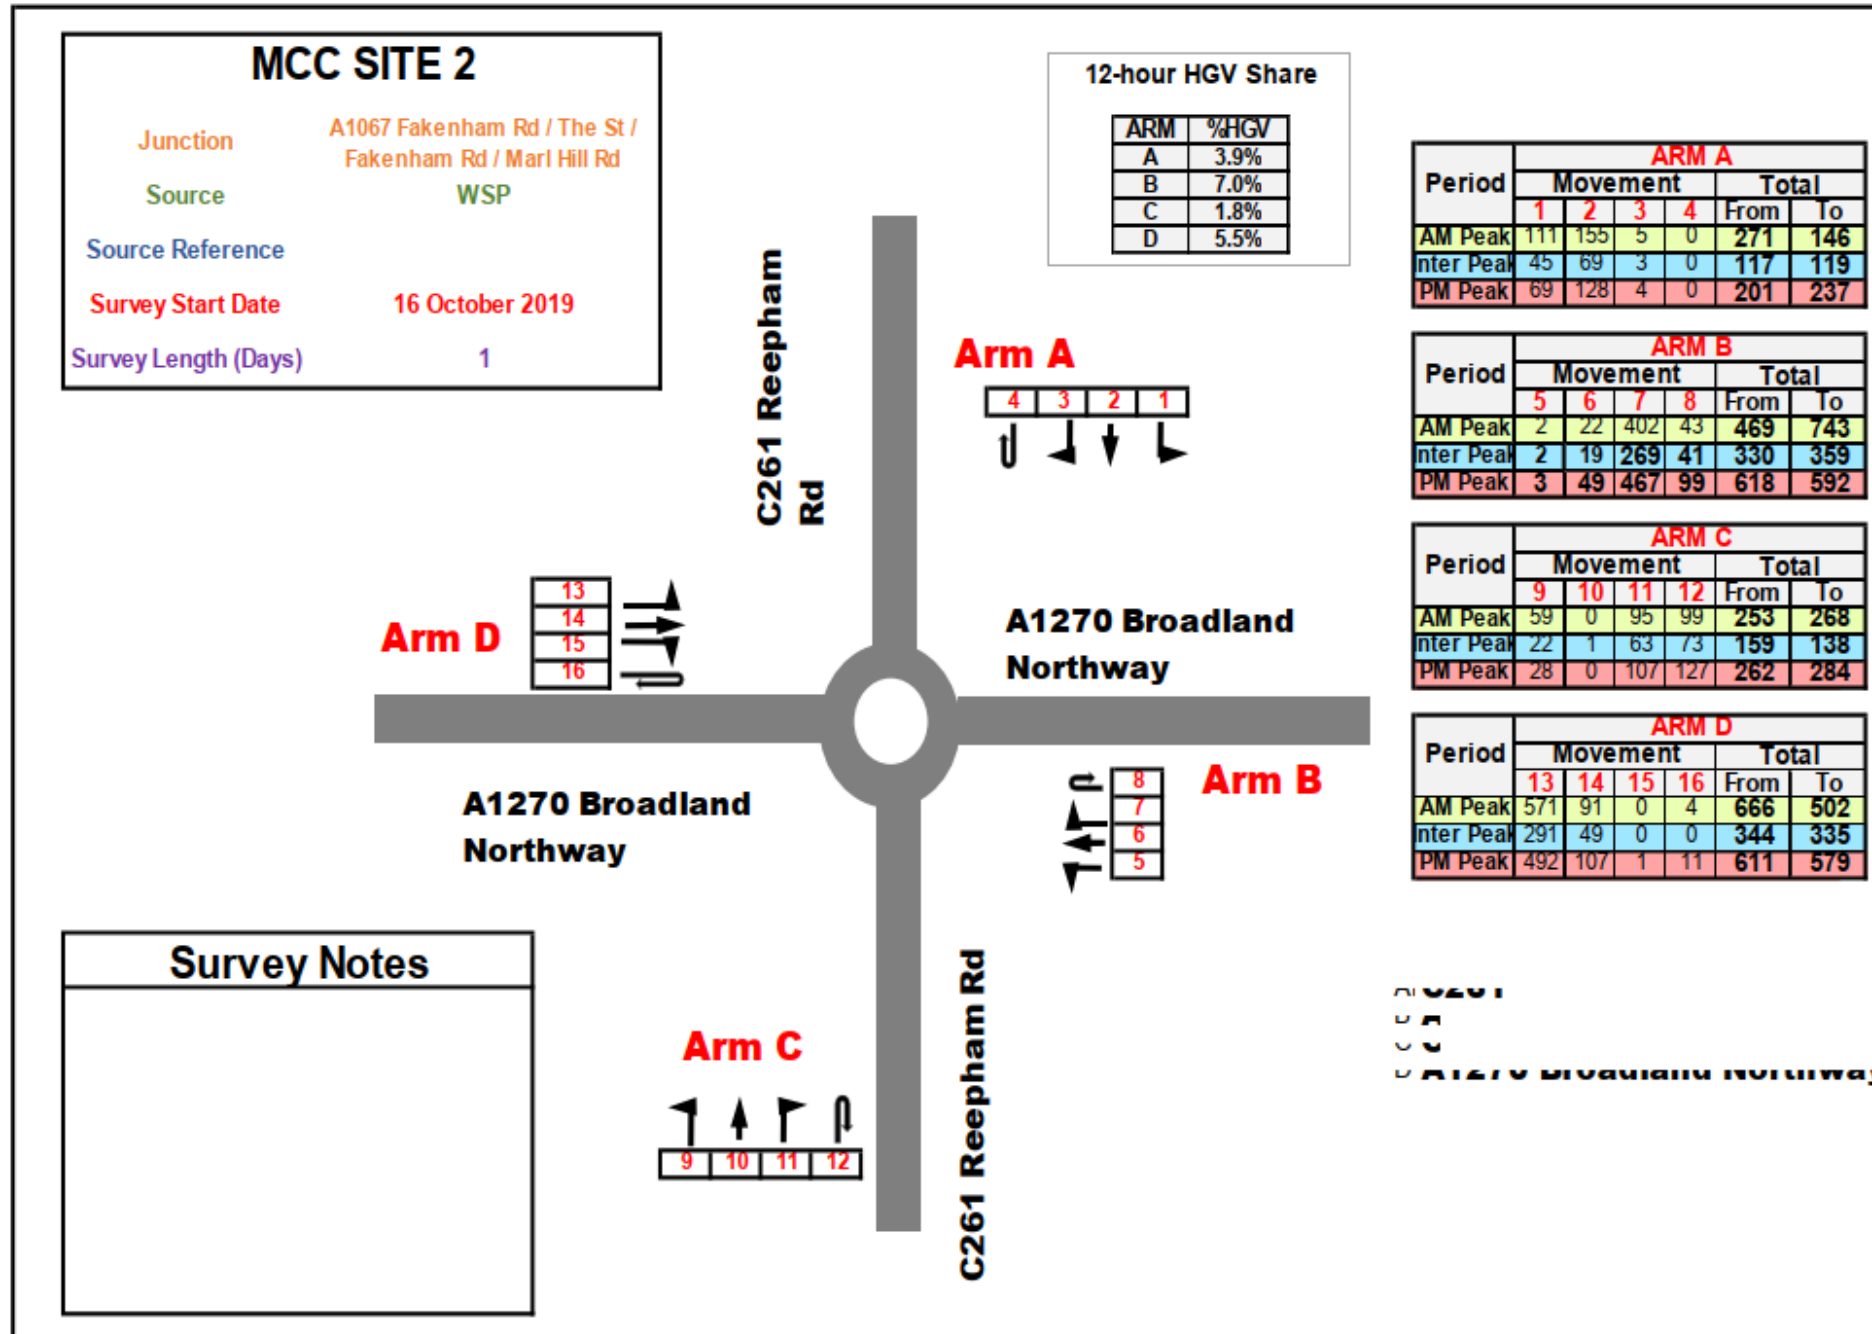 MCC SITE 2
Junction
A1067 Fakenham Rd / The St /
Fakenham Rd / Marl Hill Rd
Source WSP
Source Reference
Survey Start Date 16 October 2019
Survey Length (Days) 1
12-hour HGV Share
ARM %HGV
A 3.9%
B 7.0%
C 1.8%
D 5.5%
C261 Reepham
Rd
Arm A
4 3 2 1
Arm D
13
14
15
16
A1270 Broadland
Northway
A1270 Broadland
Northway
Arm B
8
7
6
5
Arm C
9 10 11 12
C261 Reepham Rd
Survey Notes
ARM A
Period Movement Total
1 2 3 4 From To
AM Peak 111 155 5 0 271 146
nter Peak 45 69 3 0 117 119
PM Peak 69 128 4 0 201 237
ARM B
Period Movement Total
5 6 7 8 From To
AM Peak 2 22 402 43 469 743
nter Peak 2 19 269 41 330 359
PM Peak 3 49 467 99 618 592
ARM C
Period Movement Total
9 10 11 12 From To
AM Peak 59 0 95 99 253 268
nter Peak 22 1 63 73 159 138
PM Peak 28 0 107 127 262 284
ARM D
Period Movement Total
13 14 15 16 From To
AM Peak 571 91 0 4 666 502
nter Peak 291 49 0 0 344 335
PM Peak 492 107 1 11 611 579
C261
A1270 Broadland Northway